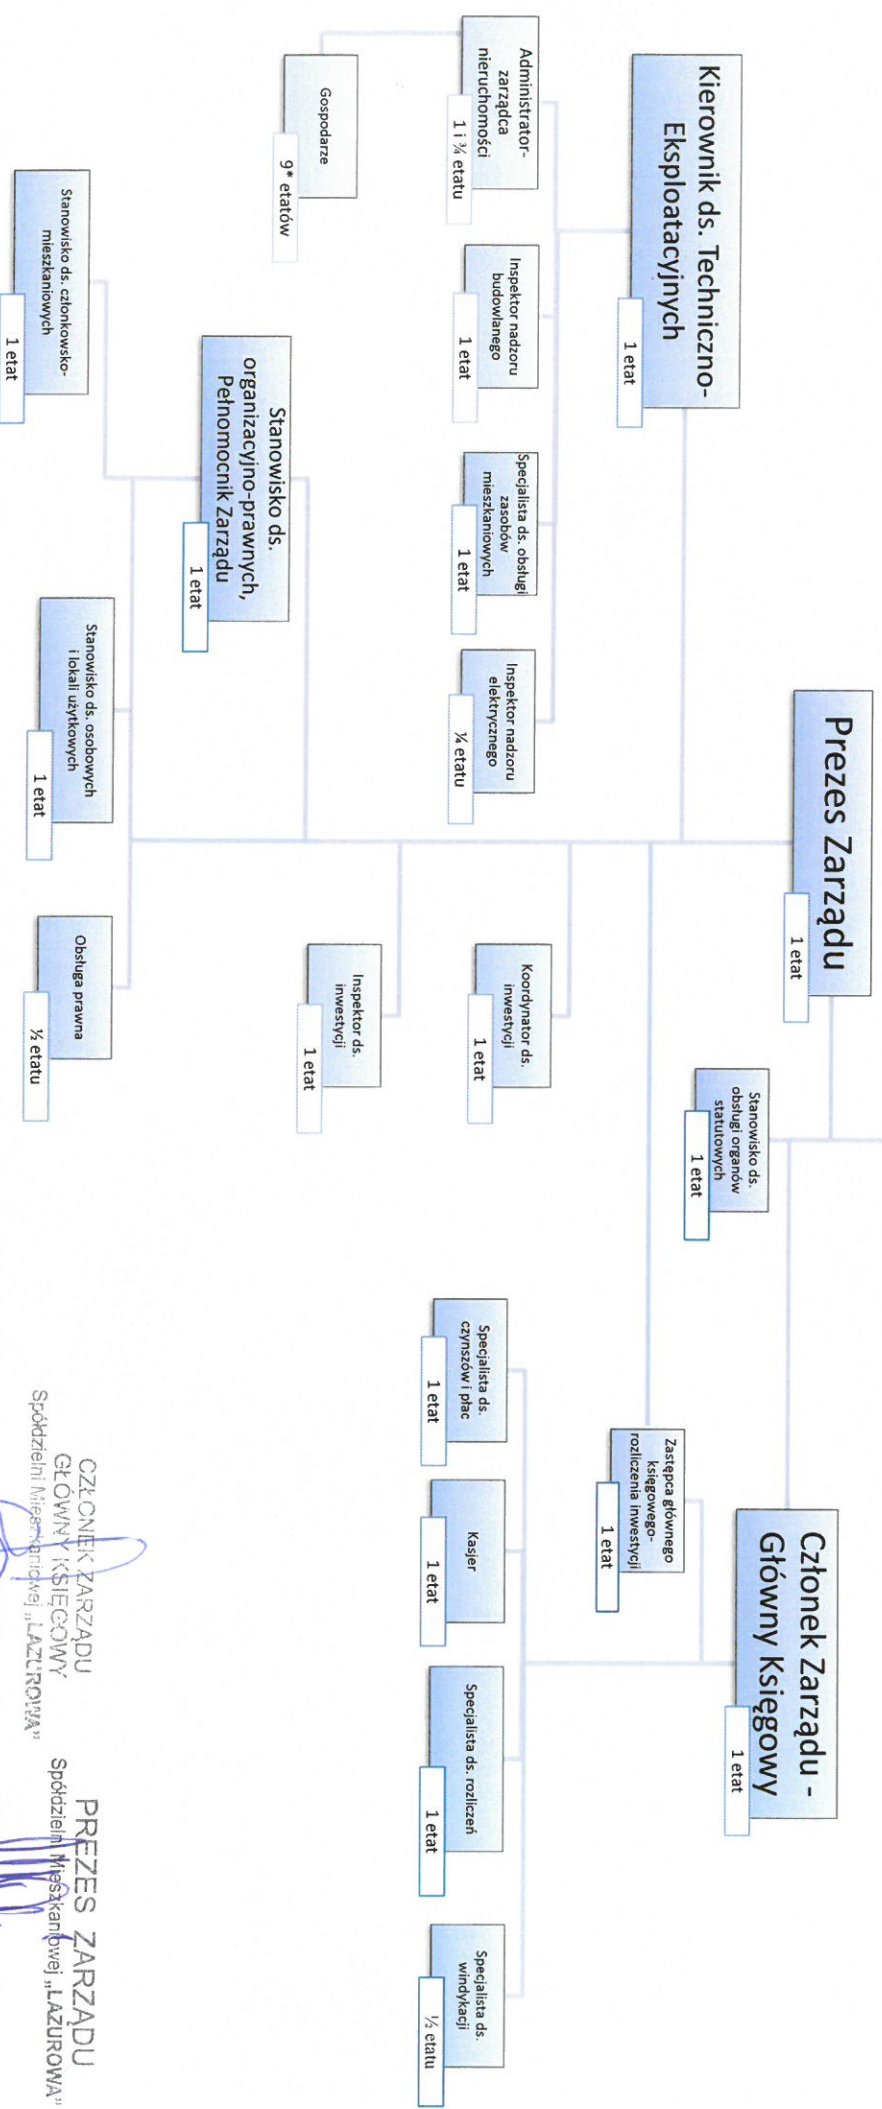 Prezes Zarządu
1 etat
Stanowisko ds.
obsługi organów
statutowych
1 etat
Członek Zarządu -
Główny Księgowy
1 etat
Kierownik ds. Techniczno-
Eksploatacyjnych
1 etat
Zastępca głównego
księgowego-
rozliczenia inwestycji
1 etat
Administrator-
zarządca
nieruchomości
1 i ¾ etatu
Inspektor nadzoru
budowlanego
1 etat
Specjalista ds. obsługi
zasobów
mieszkaniowych
1 etat
Inspektor nadzoru
elektrycznego
¼ etatu
Koordynator ds.
inwestycji
1 etat
Specjalista ds.
czynszów i płac
1 etat
Kasjer
1 etat
Specjalista ds. rozliczeń
1 etat
Specjalista ds.
windykacji
½ etatu
Gospodarze
9* etatów
Inspektor ds.
inwestycji
1 etat
Stanowisko ds.
organizacyjno-prawnych,
Pełnomocnik Zarządu
1 etat
Stanowisko ds. członkowsko-
mieszkaniowych
1 etat
Stanowisko ds. osobowych
i lokali użytkowych
1 etat
Obsługa prawna
½ etatu
CZŁONEK ZARZĄDU
GŁÓWNY KSIĘGOWY
Spółdzielni Mieszkaniowej „LAZUROWA”
PREZES ZARZĄDU
Spółdzielni Mieszkaniowej „LAZUROWA”